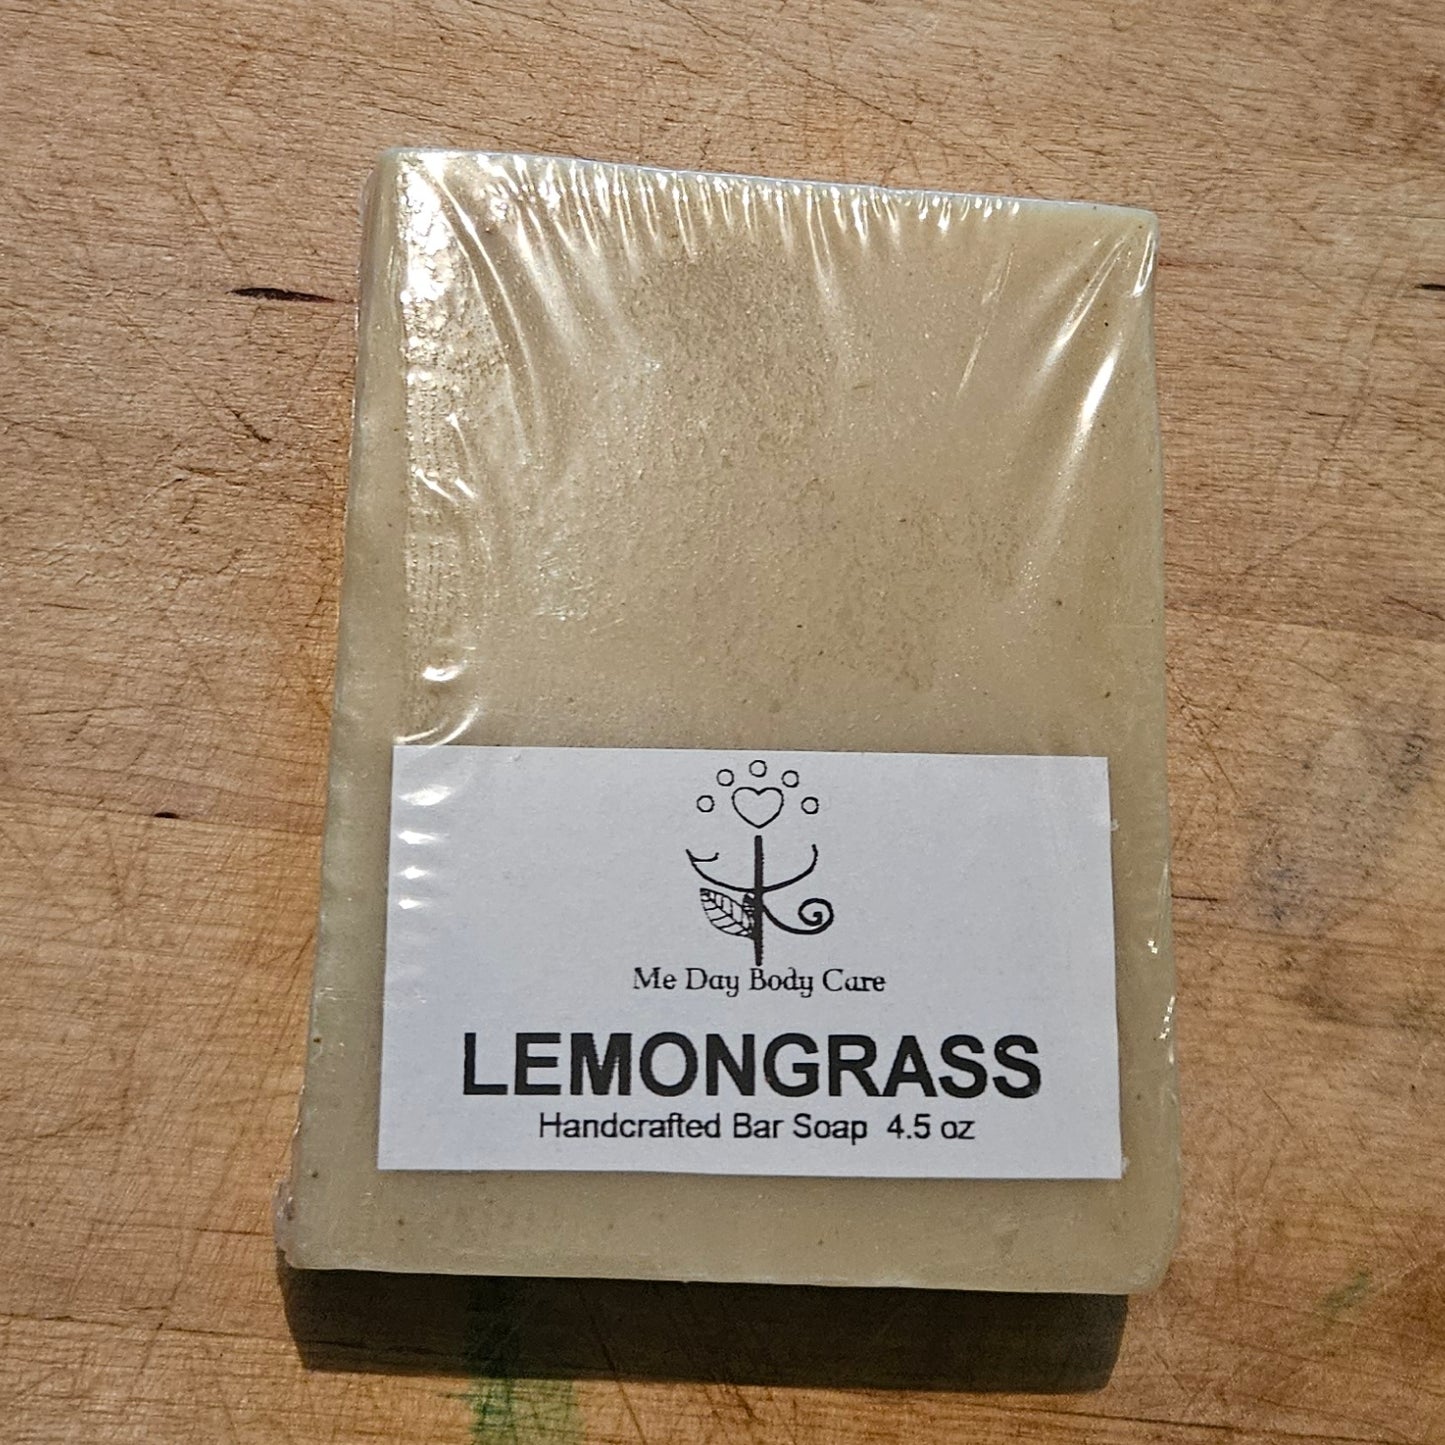 Me Day Body Care
LEMONGRASS
Handcrafted Bar Soap 4.5 oz